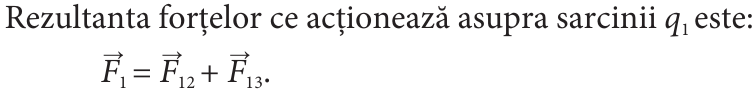 Rezultanta forțelor ce acționează asupra sarcinii q₁ este:
F⃗₁ = F⃗₁₂ + F⃗₁₃.